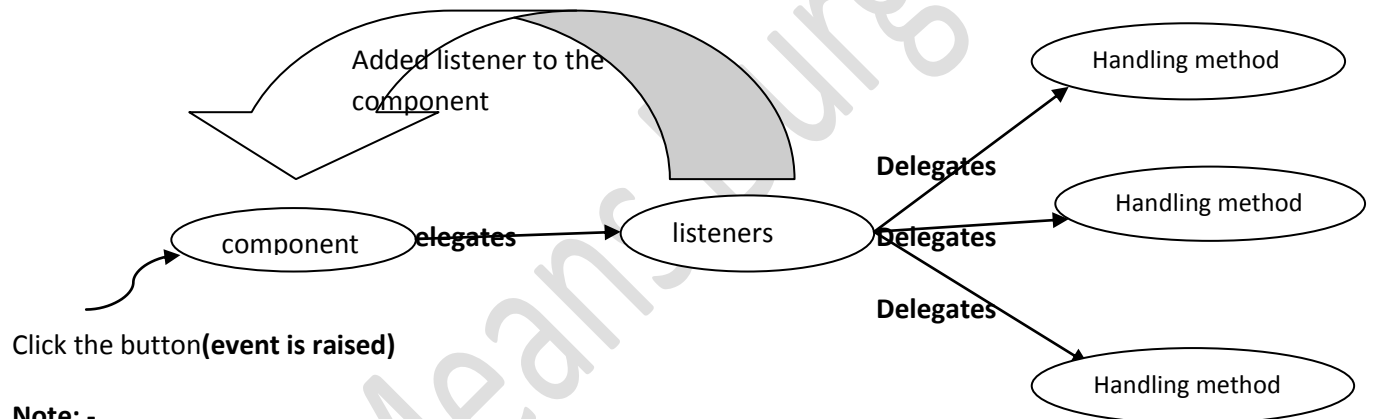 Added listener to the
component
Handling method
Delegates
Handling method
component
elegates
listeners
Delegates
Delegates
Click the button(event is raised)
Handling method
Note: -